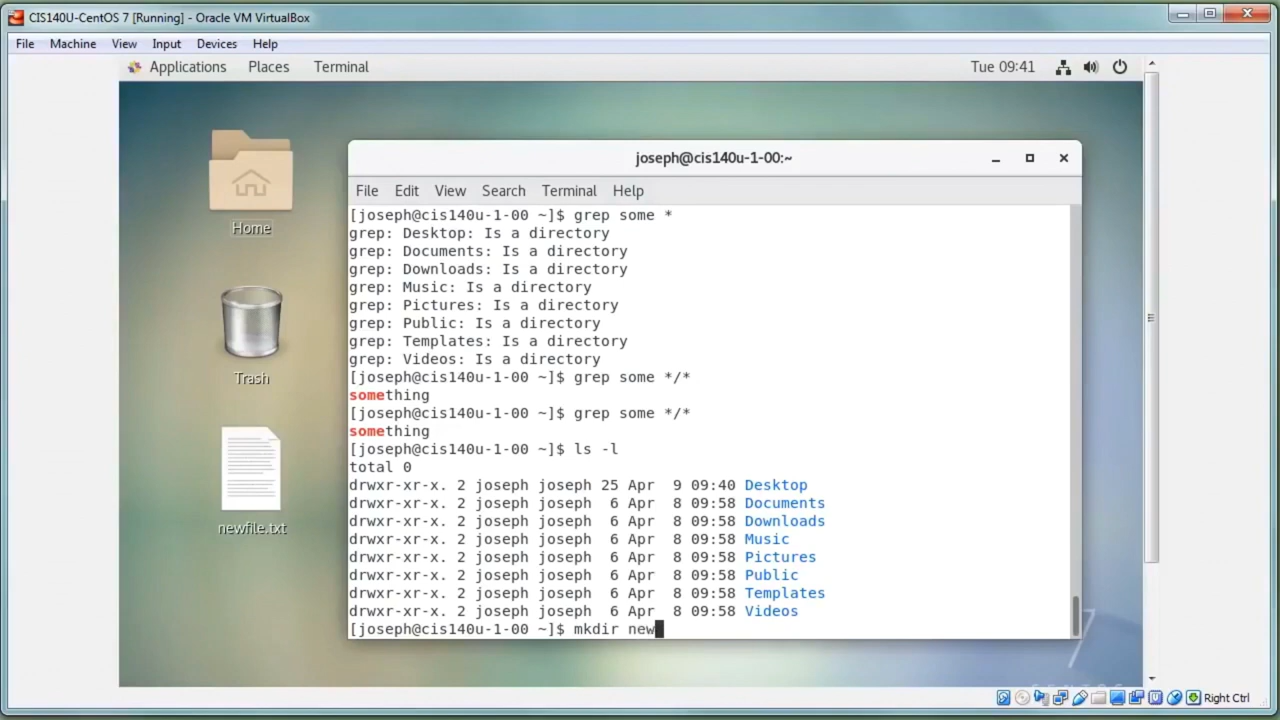 CIS140U-CentOS 7 [Running] - Oracle VM VirtualBox
File Machine View Input Devices Help
Applications Places Terminal Tue 09:41
Home
Trash
newfile.txt
joseph@cis140u-1-00:~
File Edit View Search Terminal Help
[joseph@cis140u-1-00 ~]$ grep some *
grep: Desktop: Is a directory
grep: Documents: Is a directory
grep: Downloads: Is a directory
grep: Music: Is a directory
grep: Pictures: Is a directory
grep: Public: Is a directory
grep: Templates: Is a directory
grep: Videos: Is a directory
[joseph@cis140u-1-00 ~]$ grep some */*
something
[joseph@cis140u-1-00 ~]$ grep some */*
something
[joseph@cis140u-1-00 ~]$ ls -l
total 0
drwxr-xr-x. 2 joseph joseph 25 Apr  9 09:40 Desktop
drwxr-xr-x. 2 joseph joseph  6 Apr  8 09:58 Documents
drwxr-xr-x. 2 joseph joseph  6 Apr  8 09:58 Downloads
drwxr-xr-x. 2 joseph joseph  6 Apr  8 09:58 Music
drwxr-xr-x. 2 joseph joseph  6 Apr  8 09:58 Pictures
drwxr-xr-x. 2 joseph joseph  6 Apr  8 09:58 Public
drwxr-xr-x. 2 joseph joseph  6 Apr  8 09:58 Templates
drwxr-xr-x. 2 joseph joseph  6 Apr  8 09:58 Videos
[joseph@cis140u-1-00 ~]$ mkdir new
7
Right Ctrl